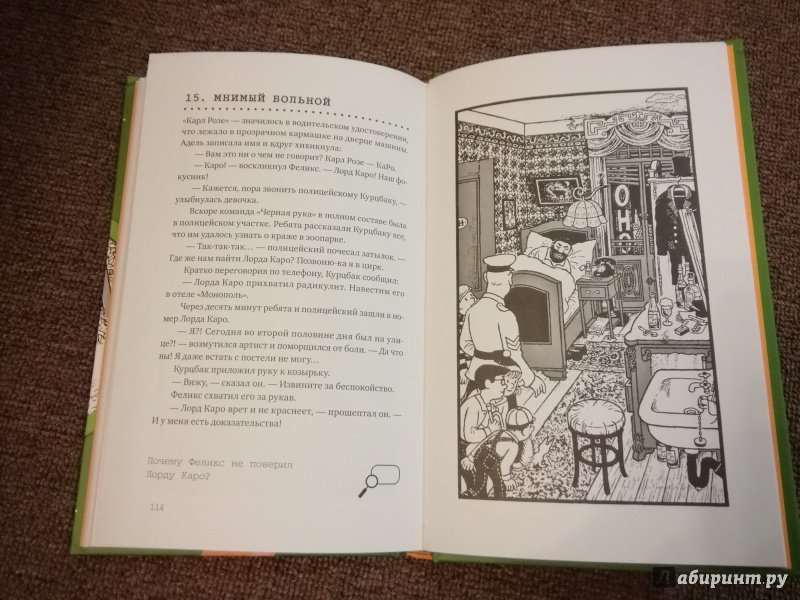 15. МНИМЫЙ БОЛЬНОЙ
«Карл Розе» — значилось в водительском удостоверении,
что лежало в прозрачном кармашке на дверце машины.
Адель записала имя и вдруг хихикнула:
— Вам это ни о чем не говорит? Карл Розе — КаРо.
— Каро! — воскликнул Феликс. — Лорд Каро! Наш фо-
кусник!
— Кажется, пора звонить полицейскому Курцбаку, —
улыбнулась девочка.
Вскоре команда «Черная рука» в полном составе была
в полицейском участке. Ребята рассказали Курцбаку все,
что им удалось узнать о краже в зоопарке.
— Так-так-так… — полицейский почесал затылок. —
Где же нам найти Лорда Каро? Позвоню-ка я в цирк.
Кратко переговорив по телефону, Курцбак сообщил:
— Лорда Каро прихватил радикулит. Навестим его
в отеле «Монополь».
Через десять минут ребята и полицейский зашли в но-
мер Лорда Каро.
— Я?! Сегодня во второй половине дня был на ули-
це?! — возмутился артист и поморщился от боли. — Да что
вы! Я даже встать с постели не могу…
Курцбак приложил руку к козырьку.
— Вижу, — сказал он. — Извините за беспокойство.
Феликс схватил его за рукав.
— Лорд Каро врет и не краснеет, — прошептал он. —
И у меня есть доказательства!
Почему Феликс не поверил
Лорду Каро?
114
Лабиринт.ру